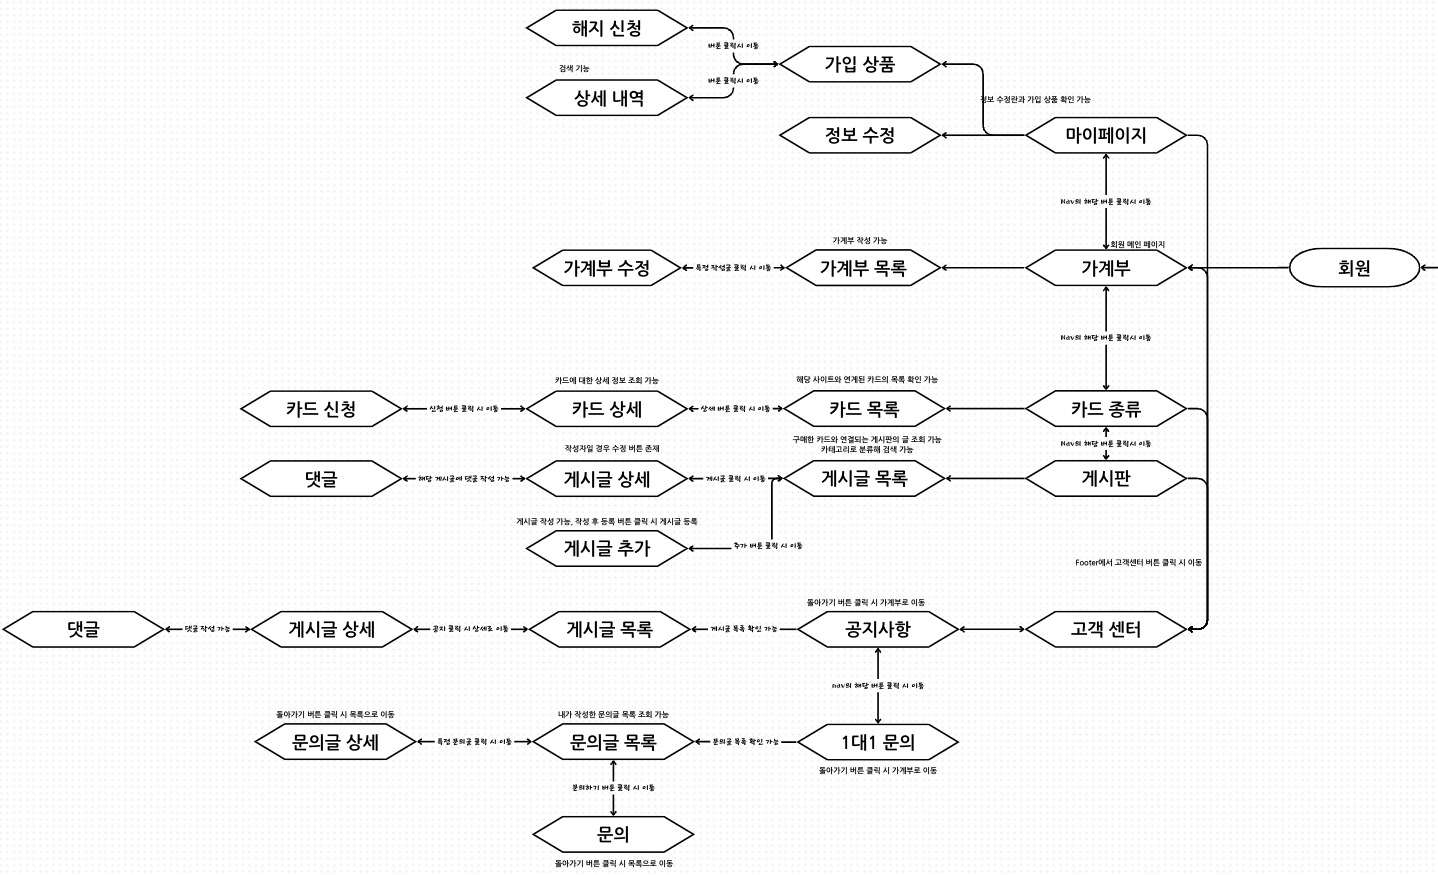 해지 신청
버튼 클릭시 이동
가입 상품
검색 기능
상세 내역
버튼 클릭시 이동
정보 수정란과 가입 상품 확인 가능
정보 수정
마이페이지
Nav의 해당 버튼 클릭시 이동
가계부 작성 가능
회원 메인 페이지
가계부 수정
특정 작성글 클릭 시 이동
가계부 목록
가계부
회원
Nav의 해당 버튼 클릭시 이동
카드에 대한 상세 정보 조회 가능
해당 사이트와 연계된 카드의 목록 확인 가능
카드 신청
신청 버튼 클릭 시 이동
카드 상세
상세 버튼 클릭 시 이동
카드 목록
카드 종류
작성자일 경우 수정 버튼 존재
구매한 카드와 연결되는 게시판의 글 조회 가능
카테고리로 분류해 검색 가능
Nav의 해당 버튼 클릭시 이동
댓글
해당 게시글에 댓글 작성 가능
게시글 상세
게시글 클릭 시 이동
게시글 목록
게시판
게시글 작성 가능, 작성 후 등록 버튼 클릭 시 게시글 등록
게시글 추가
추가 버튼 클릭 시 이동
Footer에서 고객센터 버튼 클릭 시 이동
돌아가기 버튼 클릭 시 가계부로 이동
댓글
댓글 작성 가능
게시글 상세
공지 클릭 시 상세로 이동
게시글 목록
게시글 목록 확인 가능
공지사항
고객 센터
nav의 해당 버튼 클릭 시 이동
돌아가기 버튼 클릭 시 목록으로 이동
내가 작성한 문의글 목록 조회 가능
문의글 상세
특정 문의글 클릭 시 이동
문의글 목록
문의글 목록 확인 가능
1대1 문의
돌아가기 버튼 클릭 시 가계부로 이동
문의하기 버튼 클릭 시 이동
문의
돌아가기 버튼 클릭 시 목록으로 이동